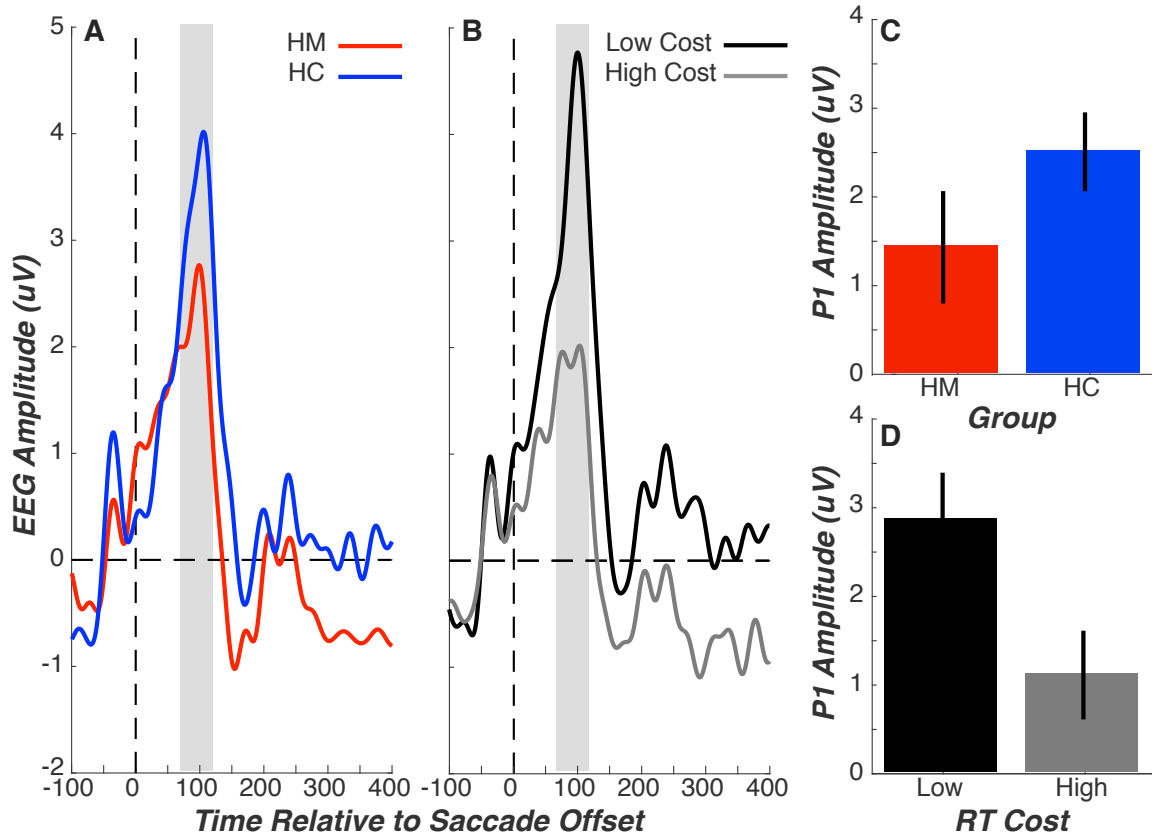 A
HM
HC
5
4
3
2
1
0
-1
-2
EEG Amplitude (uV)
-100 0 100 200 300 400
B
Low Cost
High Cost
-100 0 100 200 300 400
Time Relative to Saccade Offset
C
4
3
2
1
0
P1 Amplitude (uV)
HM HC
Group
D
4
3
2
1
0
P1 Amplitude (uV)
Low High
RT Cost